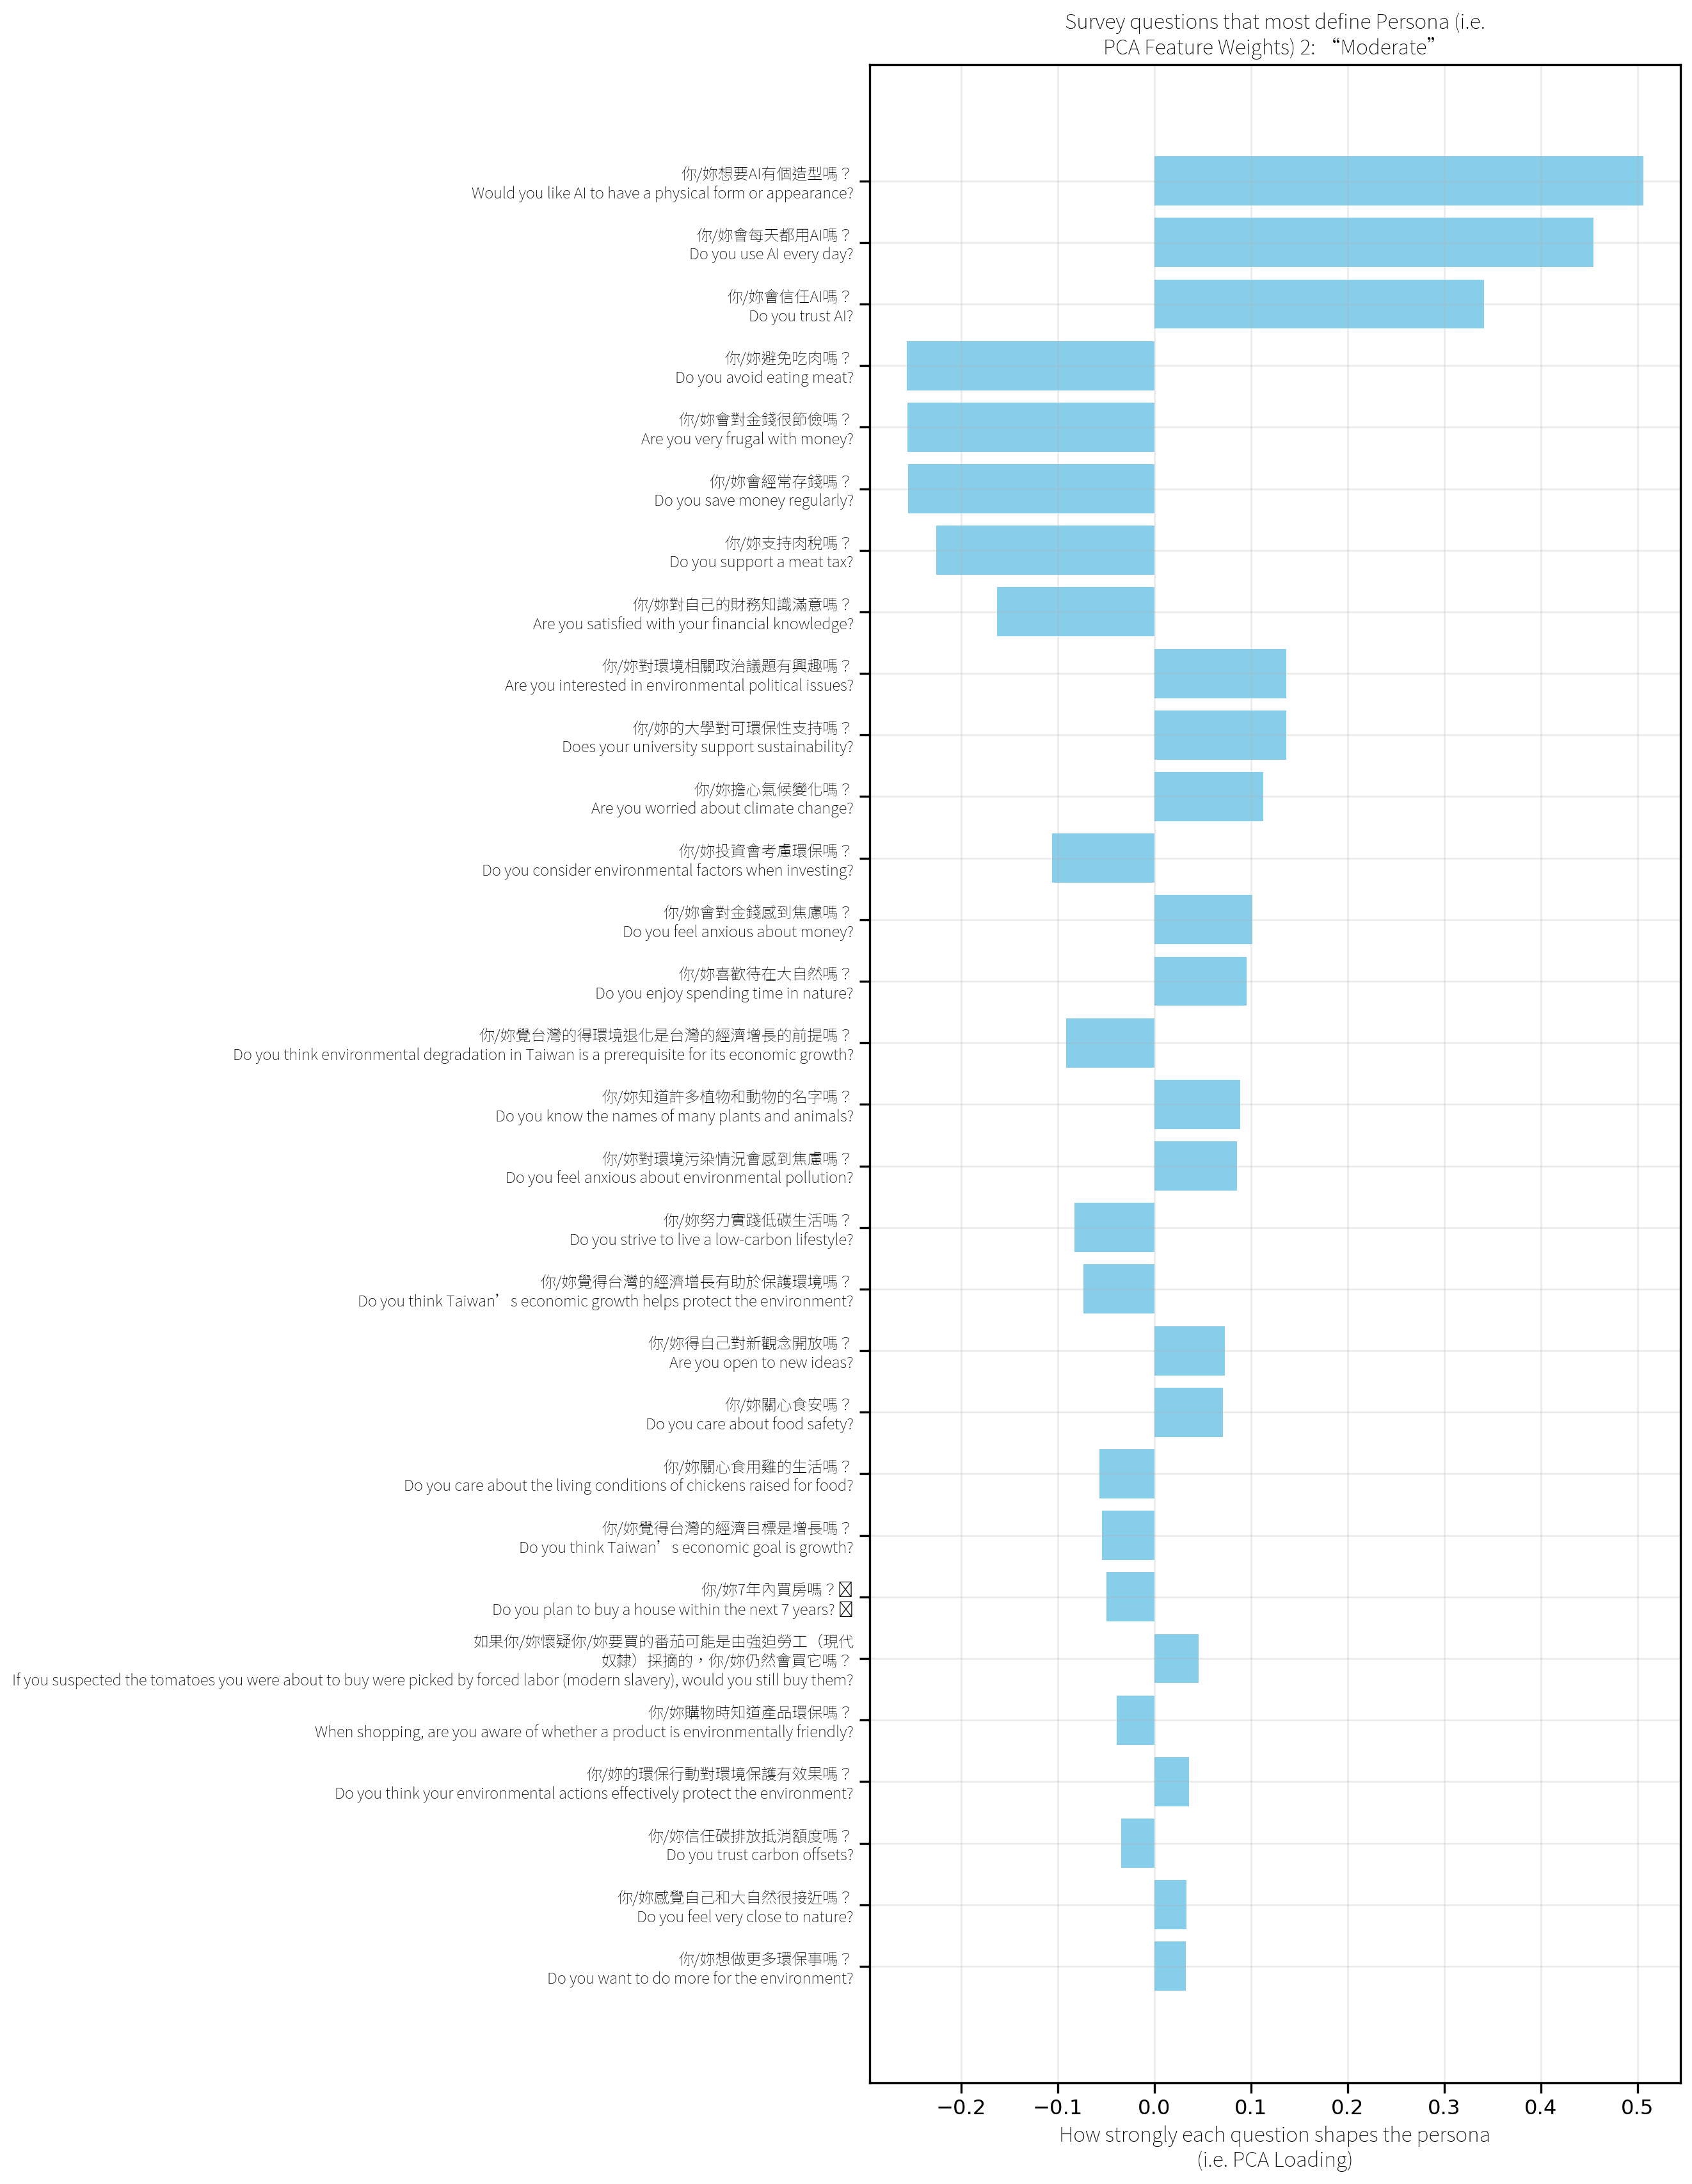 Survey questions that most define Persona (i.e.
PCA Feature Weights) 2: “Moderate”
你/妳想要AI有個造型嗎？
Would you like AI to have a physical form or appearance?
你/妳會每天都用AI嗎？
Do you use AI every day?
你/妳會信任AI嗎？
Do you trust AI?
你/妳避免吃肉嗎？
Do you avoid eating meat?
你/妳會對金錢很節儉嗎？
Are you very frugal with money?
你/妳會經常存錢嗎？
Do you save money regularly?
你/妳支持肉稅嗎？
Do you support a meat tax?
你/妳對自己的財務知識滿意嗎？
Are you satisfied with your financial knowledge?
你/妳對環境相關政治議題有興趣嗎？
Are you interested in environmental political issues?
你/妳的大學對可環保性支持嗎？
Does your university support sustainability?
你/妳擔心氣候變化嗎？
Are you worried about climate change?
你/妳投資會考慮環保嗎？
Do you consider environmental factors when investing?
你/妳會對金錢感到焦慮嗎？
Do you feel anxious about money?
你/妳喜歡待在大自然嗎？
Do you enjoy spending time in nature?
你/妳覺台灣的得環境退化是台灣的經濟增長的前提嗎？
Do you think environmental degradation in Taiwan is a prerequisite for its economic growth?
你/妳知道許多植物和動物的名字嗎？
Do you know the names of many plants and animals?
你/妳對環境污染情況會感到焦慮嗎？
Do you feel anxious about environmental pollution?
你/妳努力實踐低碳生活嗎？
Do you strive to live a low-carbon lifestyle?
你/妳覺得台灣的經濟增長有助於保護環境嗎？
Do you think Taiwan’s economic growth helps protect the environment?
你/妳得自己對新觀念開放嗎？
Are you open to new ideas?
你/妳關心食安嗎？
Do you care about food safety?
你/妳關心食用雞的生活嗎？
Do you care about the living conditions of chickens raised for food?
你/妳覺得台灣的經濟目標是增長嗎？
Do you think Taiwan’s economic goal is growth?
你/妳7年內買房嗎？
Do you plan to buy a house within the next 7 years?
如果你/妳懷疑你/妳要買的番茄可能是由強迫勞工（現代
奴隸）採摘的，你/妳仍然會買它嗎？
If you suspected the tomatoes you were about to buy were picked by forced labor (modern slavery), would you still buy them?
你/妳購物時知道產品環保嗎？
When shopping, are you aware of whether a product is environmentally friendly?
你/妳的環保行動對環境保護有效果嗎？
Do you think your environmental actions effectively protect the environment?
你/妳信任碳排放抵消額度嗎？
Do you trust carbon offsets?
你/妳感覺自己和大自然很接近嗎？
Do you feel very close to nature?
你/妳想做更多環保事嗎？
Do you want to do more for the environment?
−0.2 −0.1 0.0 0.1 0.2 0.3 0.4 0.5
How strongly each question shapes the persona
(i.e. PCA Loading)